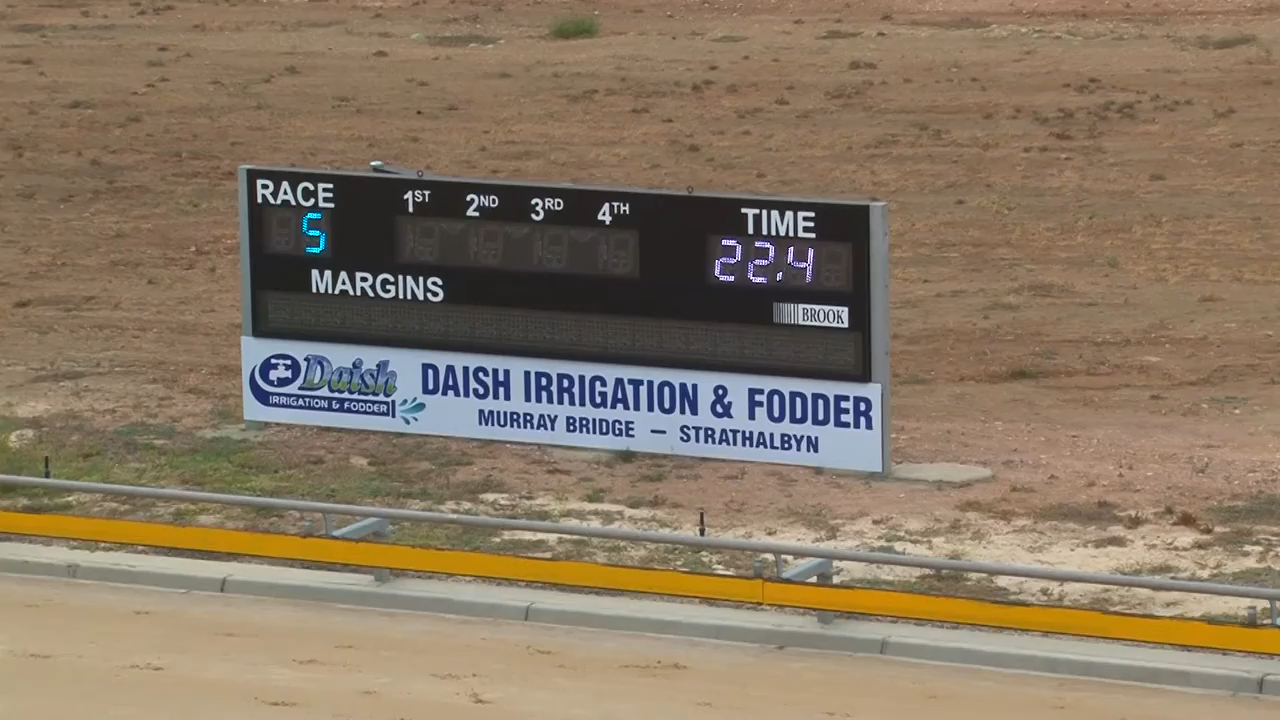 RACE 1ST 2ND 3RD 4TH TIME
5 22.4
MARGINS
BROOK
Daish
IRRIGATION & FODDER
DAISH IRRIGATION & FODDER
MURRAY BRIDGE – STRATHALBYN